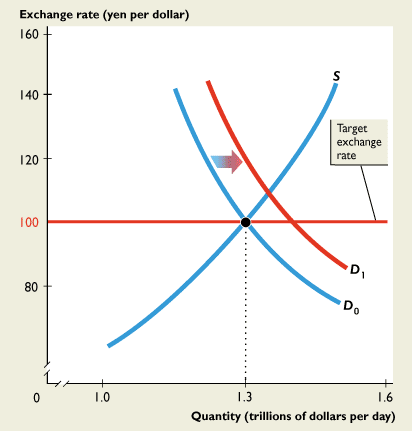 Exchange rate (yen per dollar)
160
S
140
Target
exchange
rate
120
100
D1
80
D0
0
1.0
1.3
1.6
Quantity (trillions of dollars per day)